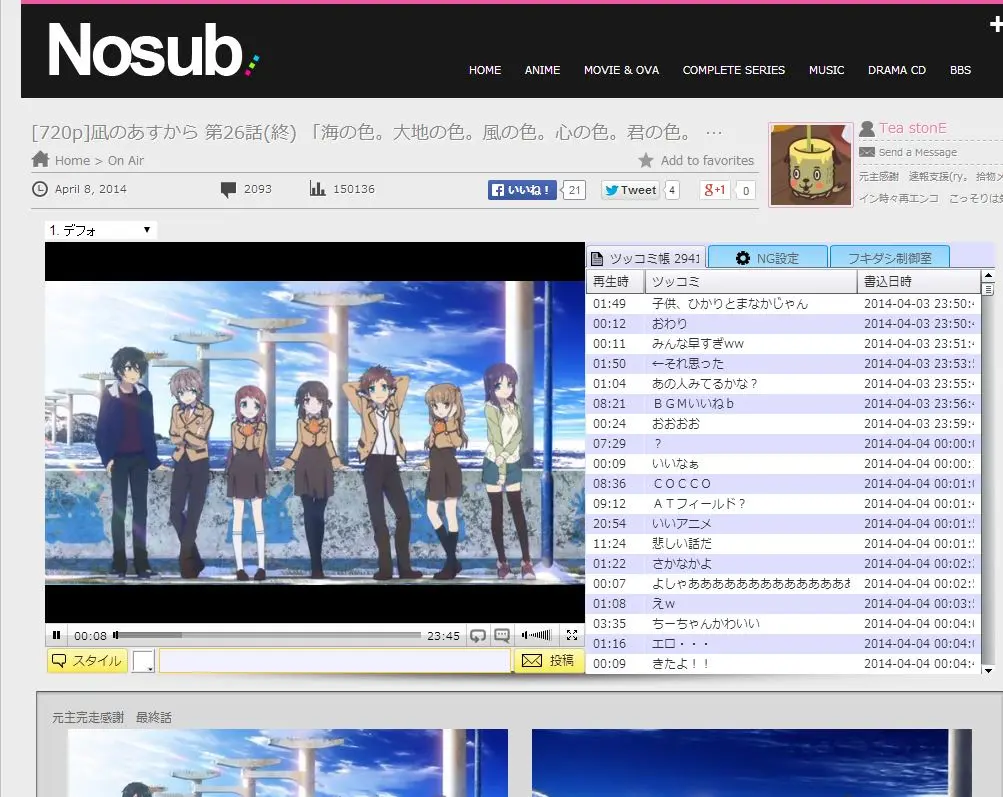 Nosub
HOME ANIME MOVIE & OVA COMPLETE SERIES MUSIC DRAMA CD BBS
[720p]凪のあすから 第26話(終) 「海の色。大地の色。風の色。心の色。君の色。 …
Tea stonE
Home > On Air
Add to favorites
Send a Message
元主感謝 速報支援(ry。 拾物メ
April 8, 2014 2093 150136
いいね! 21 Tweet 4 g+1 0
イン時々再エンコ こっそりは
1. デフォ
ツッコミ帳 2941 NG設定 フキダシ制御室
再生時 ツッコミ 書込日時
01:49 子供、ひかりとまなかじゃん 2014-04-03 23:50:
00:12 おわり 2014-04-03 23:50:
00:11 みんな早すぎww 2014-04-03 23:51:
01:50 ←それ思った 2014-04-03 23:53:
01:04 あの人みてるかな？ 2014-04-03 23:55:
08:21 ＢＧＭいいねｂ 2014-04-03 23:56:
00:24 おおおお 2014-04-03 23:59:
07:29 ？ 2014-04-04 00:00:
00:09 いいなぁ 2014-04-04 00:00:
08:36 ＣＯＣＣＯ 2014-04-04 00:01:
09:12 ＡＴフィールド？ 2014-04-04 00:01:
20:54 いいアニメ 2014-04-04 00:01:
11:24 悲しい話だ 2014-04-04 00:01:
01:22 さかなかよ 2014-04-04 00:02:
00:07 よしゃああああああああああああああ 2014-04-04 00:02:
01:08 えw 2014-04-04 00:03:
03:35 ちーちゃんかわいい 2014-04-04 00:04:
01:16 エロ・・・ 2014-04-04 00:04:
00:09 きたよ！！ 2014-04-04 00:04:
00:08 23:45
スタイル 投稿
元主完走感謝 最終話